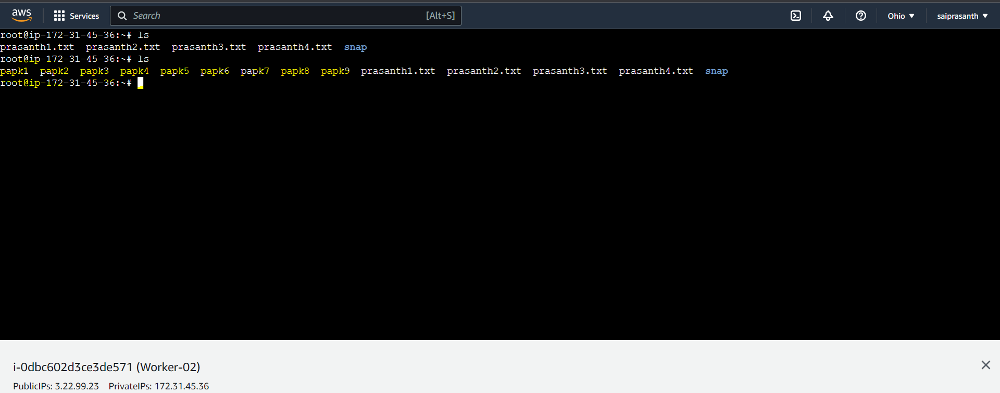 aws Services Search [Alt+S] Ohio saiprasanth
root@ip-172-31-45-36:~# ls
prasanth1.txt prasanth2.txt prasanth3.txt prasanth4.txt snap
root@ip-172-31-45-36:~# ls
papk1 papk2 papk3 papk4 papk5 papk6 papk7 papk8 papk9 prasanth1.txt prasanth2.txt prasanth3.txt prasanth4.txt snap
root@ip-172-31-45-36:~#
i-0dbc602d3ce3de571 (Worker-02)
PublicIPs: 3.22.99.23 PrivateIPs: 172.31.45.36